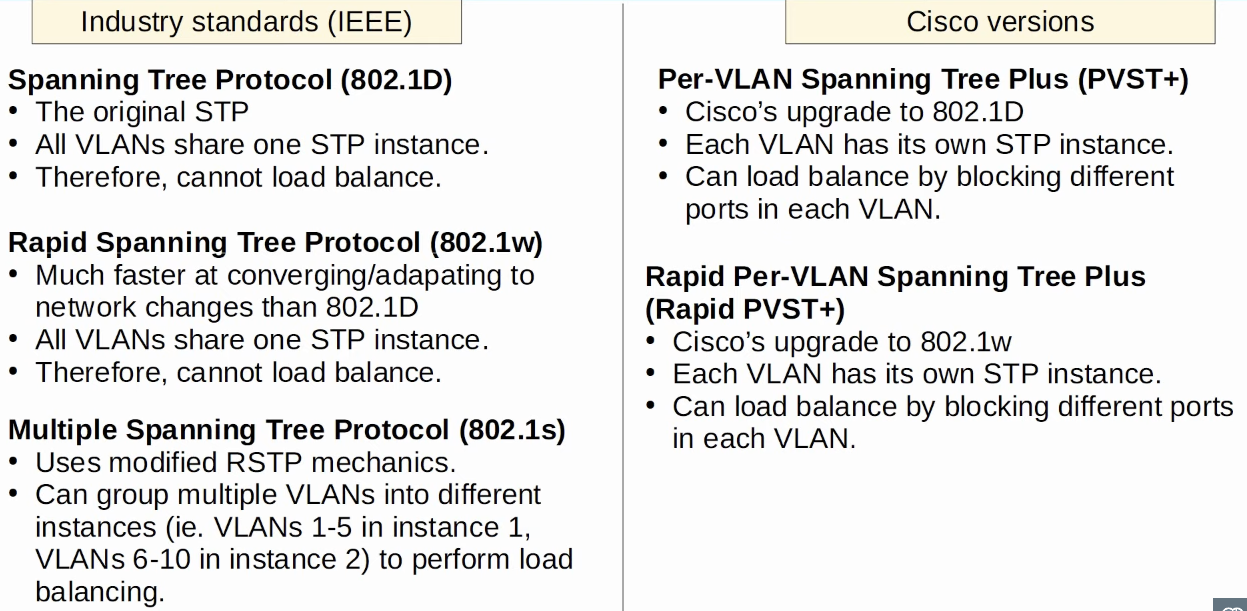 Industry standards (IEEE)
Spanning Tree Protocol (802.1D)
• The original STP
• All VLANs share one STP instance.
• Therefore, cannot load balance.
Rapid Spanning Tree Protocol (802.1w)
• Much faster at converging/adapating to
network changes than 802.1D
• All VLANs share one STP instance.
• Therefore, cannot load balance.
Multiple Spanning Tree Protocol (802.1s)
• Uses modified RSTP mechanics.
• Can group multiple VLANs into different
instances (ie. VLANs 1-5 in instance 1,
VLANs 6-10 in instance 2) to perform load
balancing.
Cisco versions
Per-VLAN Spanning Tree Plus (PVST+)
• Cisco’s upgrade to 802.1D
• Each VLAN has its own STP instance.
• Can load balance by blocking different
ports in each VLAN.
Rapid Per-VLAN Spanning Tree Plus
(Rapid PVST+)
• Cisco’s upgrade to 802.1w
• Each VLAN has its own STP instance.
• Can load balance by blocking different ports
in each VLAN.